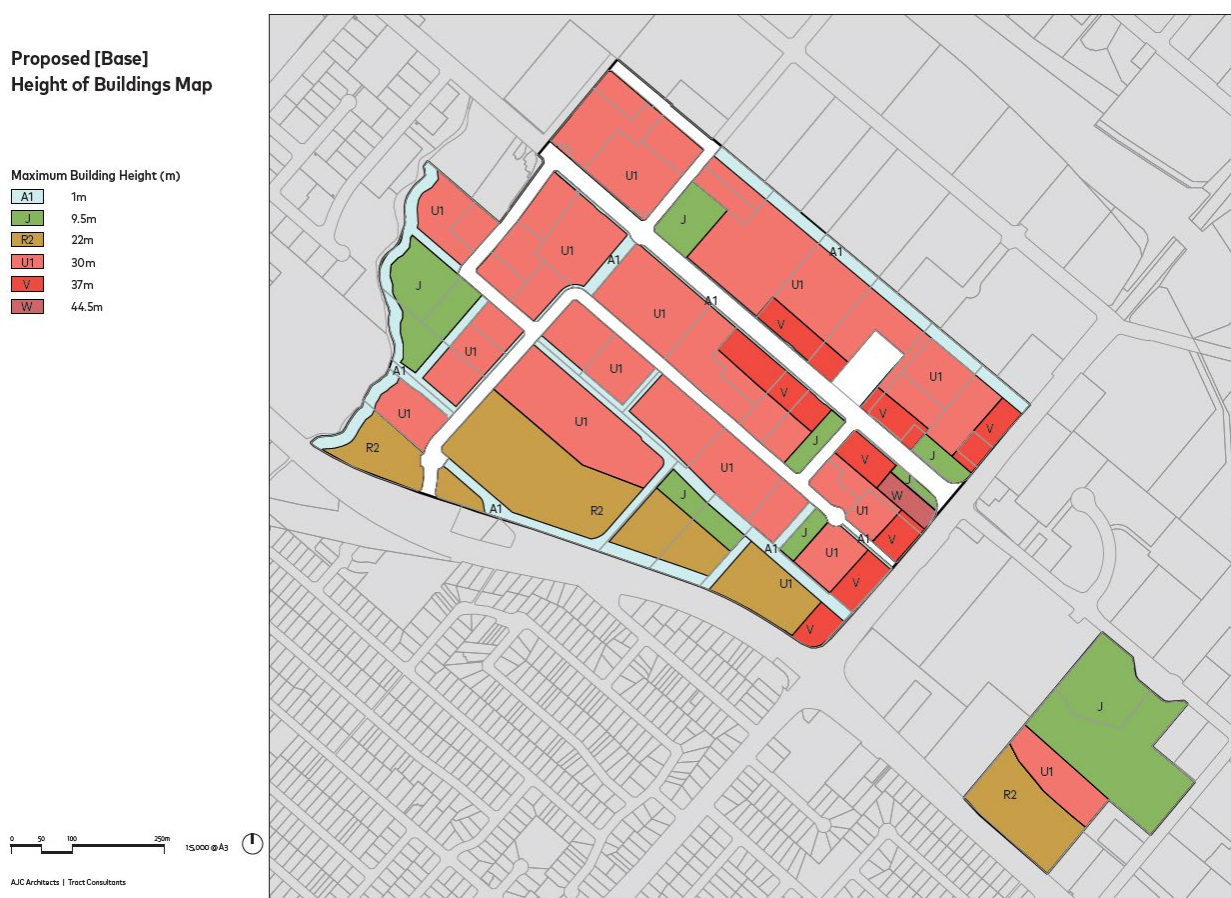 Proposed [Base]
Height of Buildings Map
Maximum Building Height (m)
A1 1m
J 9.5m
R2 22m
U1 30m
V 37m
W 44.5m
U1
U1
J
A1
U1
A1
J
U1
A1
U1
U1
V
U1
U1
A1
U1
V
V
V
U1
J
J
R2
V
U1
J
J
W
R2
A1
U1
J
A1
V
A1
U1
U1
V
V
J
U1
R2
0 50 100 250m
1:5,000 @A3
AJC Architects | Tract Consultants